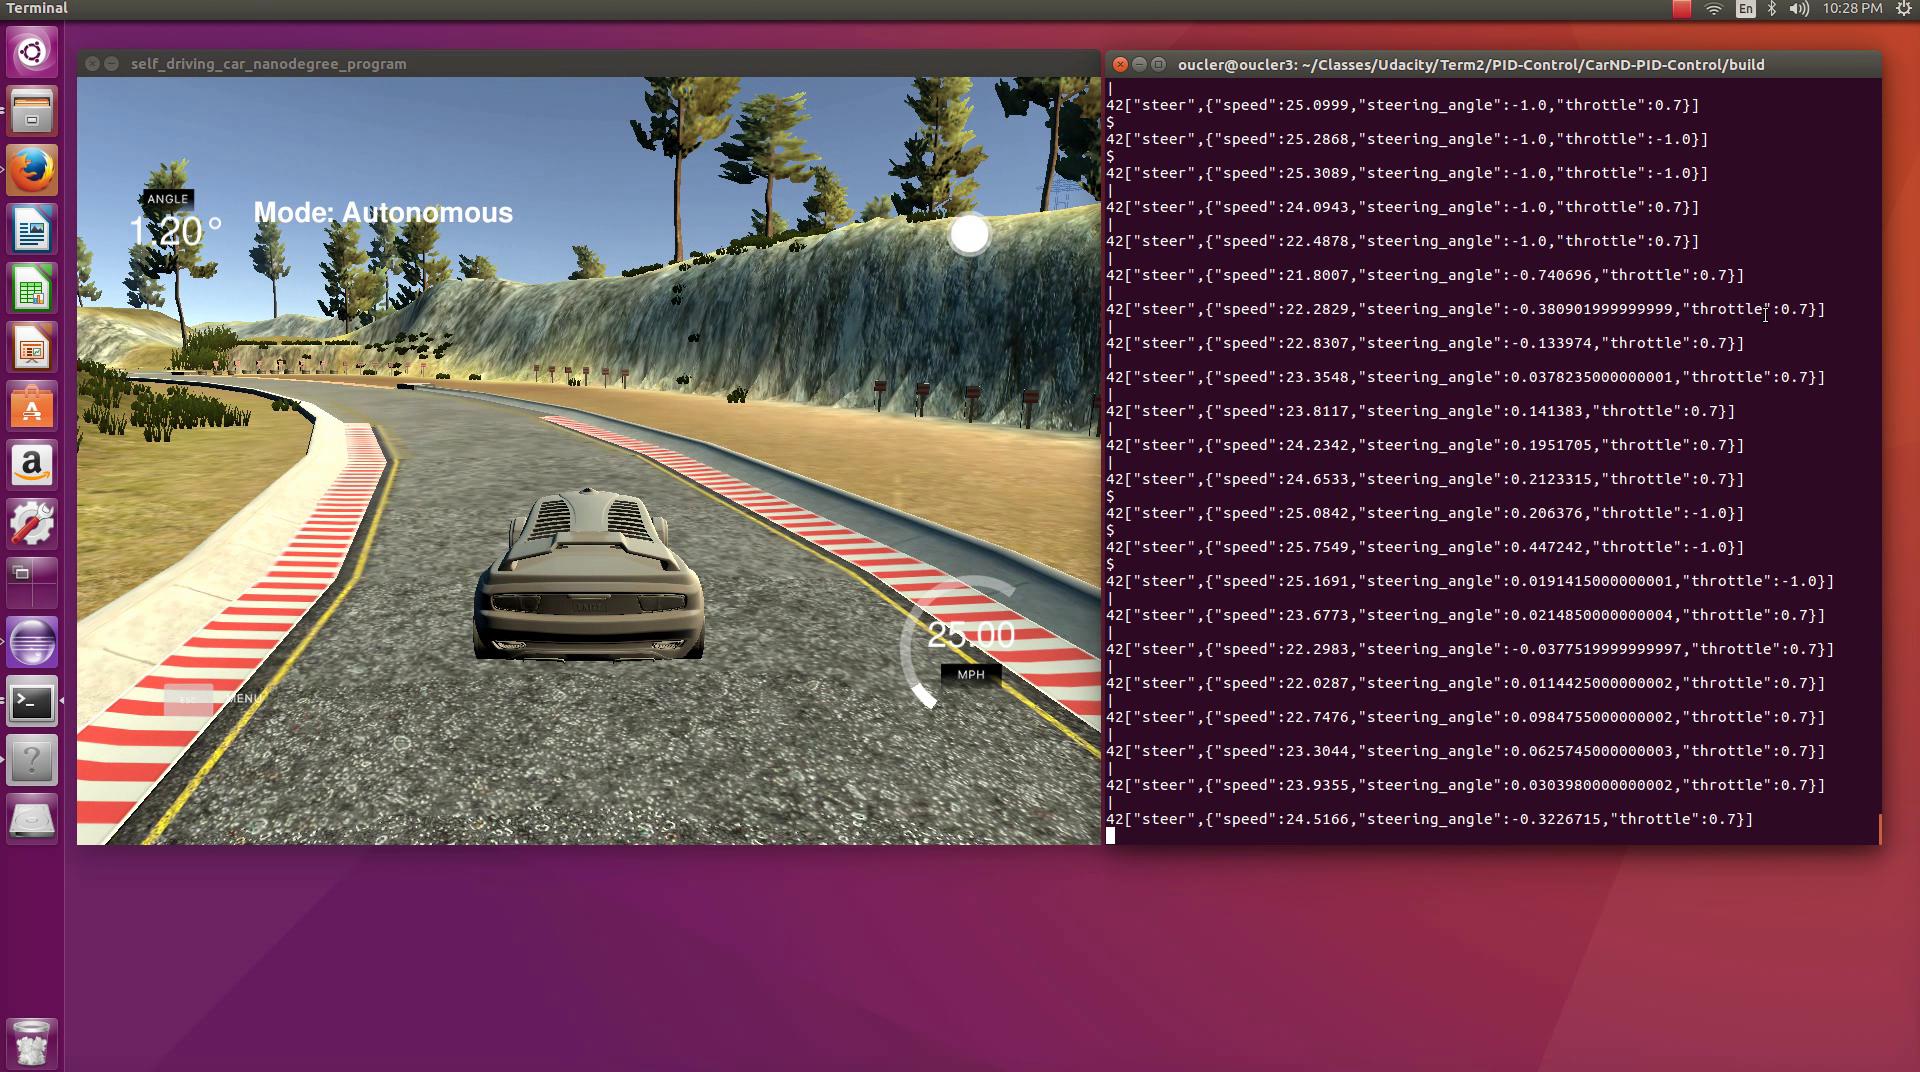 Terminal
En
10:28 PM
self_driving_car_nanodegree_program
ANGLE
1.20°
Mode: Autonomous
25.00
MPH
ESC
MENU
oucler@oucler3: ~/Classes/Udacity/Term2/PID-Control/CarND-PID-Control/build
|
42["steer",{"speed":25.0999,"steering_angle":-1.0,"throttle":0.7}]
$
42["steer",{"speed":25.2868,"steering_angle":-1.0,"throttle":-1.0}]
$
42["steer",{"speed":25.3089,"steering_angle":-1.0,"throttle":-1.0}]
|
42["steer",{"speed":24.0943,"steering_angle":-1.0,"throttle":0.7}]
|
42["steer",{"speed":22.4878,"steering_angle":-1.0,"throttle":0.7}]
|
42["steer",{"speed":21.8007,"steering_angle":-0.740696,"throttle":0.7}]
|
42["steer",{"speed":22.2829,"steering_angle":-0.380901999999999,"throttle":0.7}]
|
42["steer",{"speed":22.8307,"steering_angle":-0.133974,"throttle":0.7}]
|
42["steer",{"speed":23.3548,"steering_angle":0.0378235000000001,"throttle":0.7}]
|
42["steer",{"speed":23.8117,"steering_angle":0.141383,"throttle":0.7}]
|
42["steer",{"speed":24.2342,"steering_angle":0.1951705,"throttle":0.7}]
|
42["steer",{"speed":24.6533,"steering_angle":0.2123315,"throttle":0.7}]
$
42["steer",{"speed":25.0842,"steering_angle":0.206376,"throttle":-1.0}]
$
42["steer",{"speed":25.7549,"steering_angle":0.447242,"throttle":-1.0}]
$
42["steer",{"speed":25.1691,"steering_angle":0.0191415000000001,"throttle":-1.0}]
|
42["steer",{"speed":23.6773,"steering_angle":0.0214850000000004,"throttle":0.7}]
|
42["steer",{"speed":22.2983,"steering_angle":-0.0377519999999997,"throttle":0.7}]
|
42["steer",{"speed":22.0287,"steering_angle":0.0114425000000002,"throttle":0.7}]
|
42["steer",{"speed":22.7476,"steering_angle":0.0984755000000002,"throttle":0.7}]
|
42["steer",{"speed":23.3044,"steering_angle":0.0625745000000003,"throttle":0.7}]
|
42["steer",{"speed":23.9355,"steering_angle":0.0303980000000002,"throttle":0.7}]
|
42["steer",{"speed":24.5166,"steering_angle":-0.3226715,"throttle":0.7}]